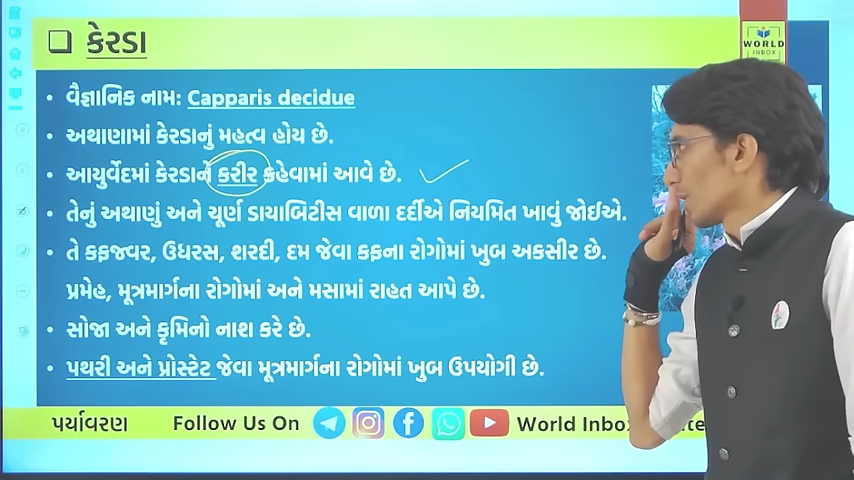 ❑ કેરડા
WORLD
INBOX
• વૈજ્ઞાનિક નામ: Capparis decidue
• અથાણામાં કેરડાનું મહત્વ હોય છે.
• આયુર્વેદમાં કેરડાને કરીર કહેવામાં આવે છે.
• તેનું અથાણું અને ચૂર્ણ ડાયાબિટીસ વાળા દર્દીએ નિયમિત ખાવું જોઈએ.
• તે કફજ્વર, ઉધરસ, શરદી, દમ જેવા કફના રોગોમાં ખુબ અકસીર છે.
પ્રમેહ, મૂત્રમાર્ગના રોગોમાં અને મસામાં રાહત આપે છે.
• સોજા અને કૃમિનો નાશ કરે છે.
• પથરી અને પ્રોસ્ટેટ જેવા મૂત્રમાર્ગના રોગોમાં ખુબ ઉપયોગી છે.
પર્યાવરણ Follow Us On World Inbo